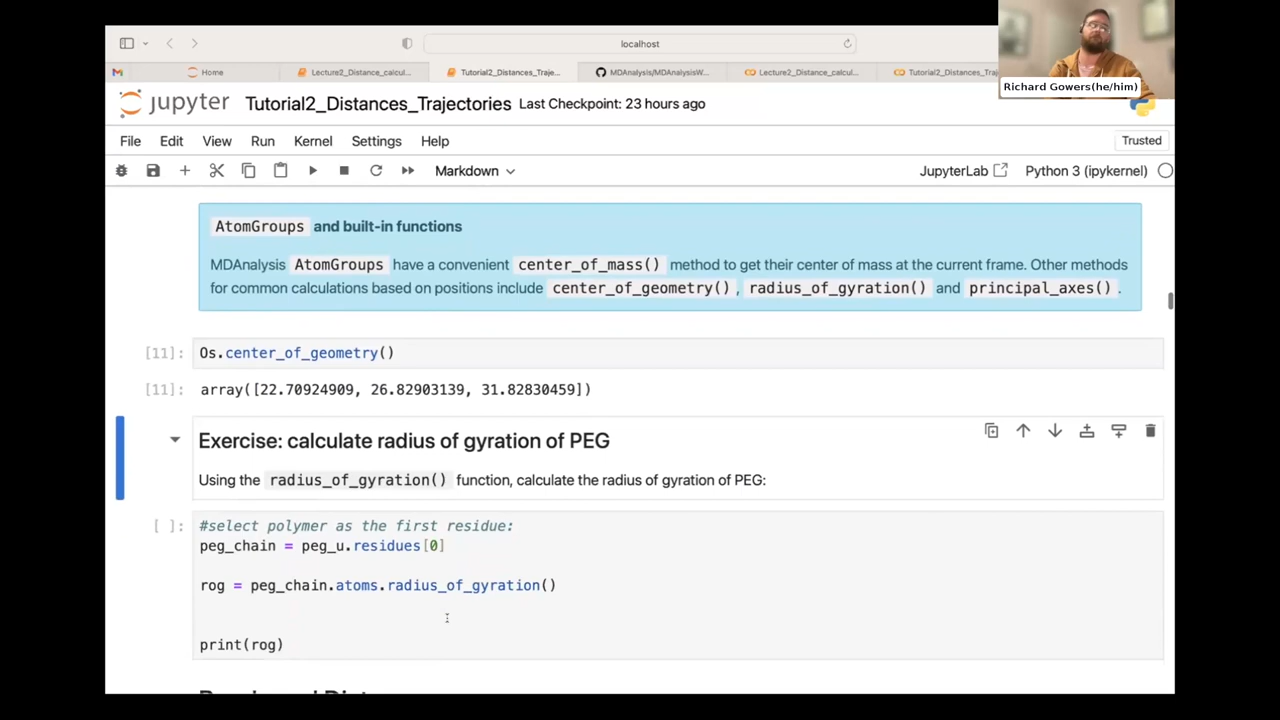 localhost
Home
Lecture2_Distance_calcul...
Tutorial2_Distances_Traje...
MDAnalysis/MDAnalysisW...
Lecture2_Distance_calcul...
Tutorial2_Distances_Tra
Richard Gowers(he/him)
jupyter Tutorial2_Distances_Trajectories Last Checkpoint: 23 hours ago
File Edit View Run Kernel Settings Help Trusted
Markdown JupyterLab Python 3 (ipykernel)
AtomGroups and built-in functions
MDAnalysis AtomGroups have a convenient center_of_mass() method to get their center of mass at the current frame. Other methods
for common calculations based on positions include center_of_geometry() , radius_of_gyration() and principal_axes() .
[11]: Os.center_of_geometry()
[11]: array([22.70924909, 26.82903139, 31.82830459])
Exercise: calculate radius of gyration of PEG
Using the radius_of_gyration() function, calculate the radius of gyration of PEG:
[ ]: #select polymer as the first residue:
peg_chain = peg_u.residues[0]
rog = peg_chain.atoms.radius_of_gyration()
print(rog)